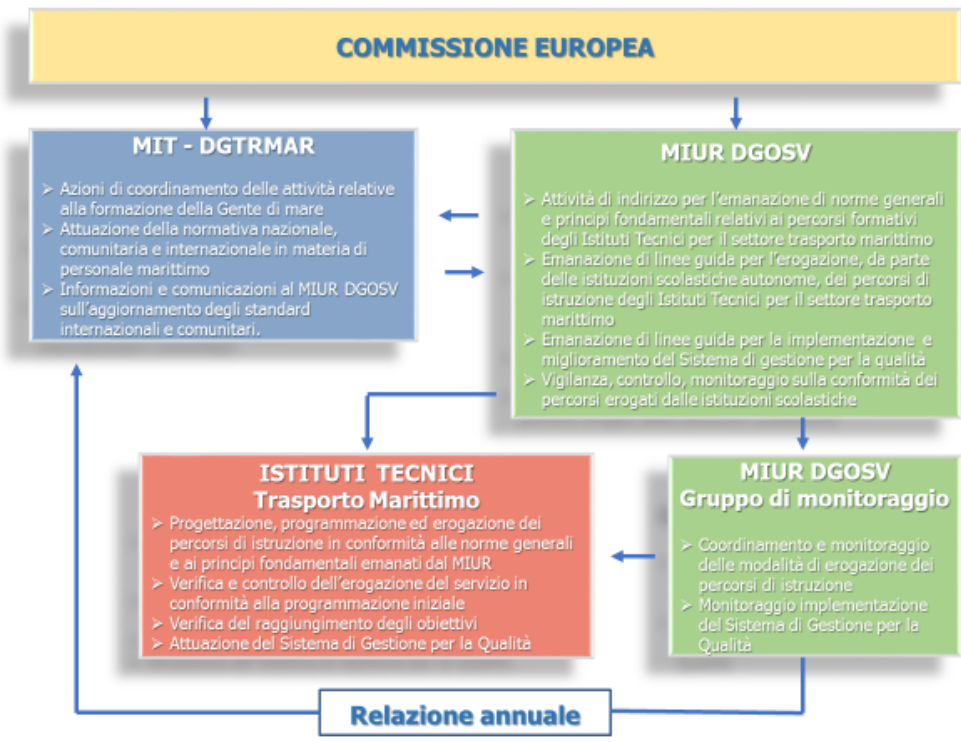 COMMISSIONE EUROPEA
MIT - DGTRMAR
➢ Azioni di coordinamento delle attività relative
alla formazione della Gente di mare
➢ Attuazione della normativa nazionale,
comunitaria e internazionale in materia di
personale marittimo
➢ Informazioni e comunicazioni al MIUR DGOSV
sull'aggiornamento degli standard
internazionali e comunitari.
MIUR DGOSV
➢ Attività di indirizzo per l'emanazione di norme generali
e principi fondamentali relativi ai percorsi formativi
degli Istituti Tecnici per il settore trasporto marittimo
➢ Emanazione di linee guida per l'erogazione, da parte
delle istituzioni scolastiche autonome, dei percorsi di
istruzione degli Istituti Tecnici per il settore trasporto
marittimo
➢ Emanazione di linee guida per la implementazione e
miglioramento del Sistema di gestione per la qualità
➢ Vigilanza, controllo, monitoraggio sulla conformità dei
percorsi erogati dalle istituzioni scolastiche
ISTITUTI TECNICI
Trasporto Marittimo
➢ Progettazione, programmazione ed erogazione dei
percorsi di istruzione in conformità alle norme generali
e ai principi fondamentali emanati dal MIUR
➢ Verifica e controllo dell'erogazione del servizio in
conformità alla programmazione iniziale
➢ Verifica del raggiungimento degli obiettivi
➢ Attuazione del Sistema di Gestione per la Qualità
MIUR DGOSV
Gruppo di monitoraggio
➢ Coordinamento e monitoraggio
delle modalità di erogazione dei
percorsi di istruzione
➢ Monitoraggio implementazione
del Sistema di Gestione per la
Qualità
Relazione annuale